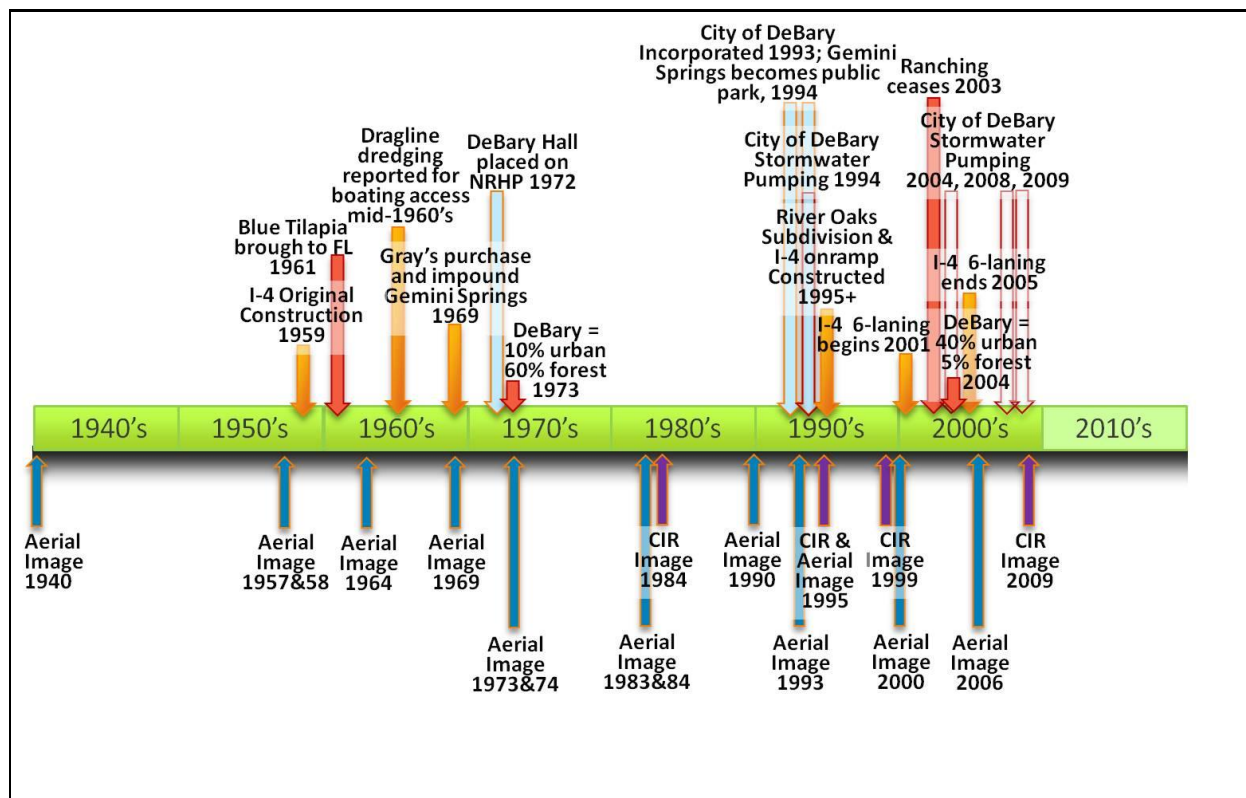 City of DeBary
Incorporated 1993; Gemini
Springs becomes public
park, 1994
Ranching
ceases 2003
Dragline
dredging
reported for
boating access
mid-1960's
DeBary Hall
placed on
NRHP 1972
City of DeBary
Stormwater
Pumping 1994
City of DeBary
Stormwater
Pumping
2004, 2008, 2009
Blue Tilapia
brough to FL
1961
Gray's purchase
and impound
Gemini Springs
1969
River Oaks
Subdivision &
I-4 onramp
Constructed
1995+
I-4 6-laning
ends 2005
I-4 Original
Construction
1959
DeBary =
10% urban
60% forest
1973
I-4 6-laning
begins 2001
DeBary =
40% urban
5% forest
2004
1940's
1950's
1960's
1970's
1980's
1990's
2000's
2010's
Aerial
Image
1940
Aerial
Image
1957&58
Aerial
Image
1964
Aerial
Image
1969
CIR
Image
1984
Aerial
Image
1990
CIR &
Aerial
Image
1995
CIR
Image
1999
CIR
Image
2009
Aerial
Image
1973&74
Aerial
Image
1983&84
Aerial
Image
1993
Aerial
Image
2000
Aerial
Image
2006